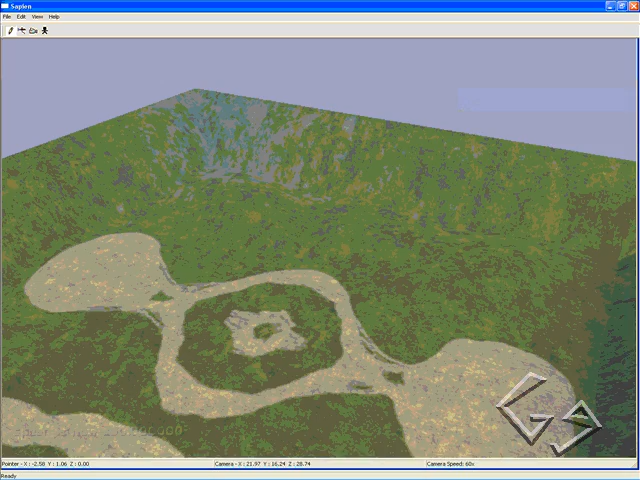 Sapien
File Edit View Help
Pointer - X : -2.58 Y : 1.06 Z : 0.00 Camera - X : 21.97 Y : 16.24 Z : 28.74 Camera Speed: 60x
Ready